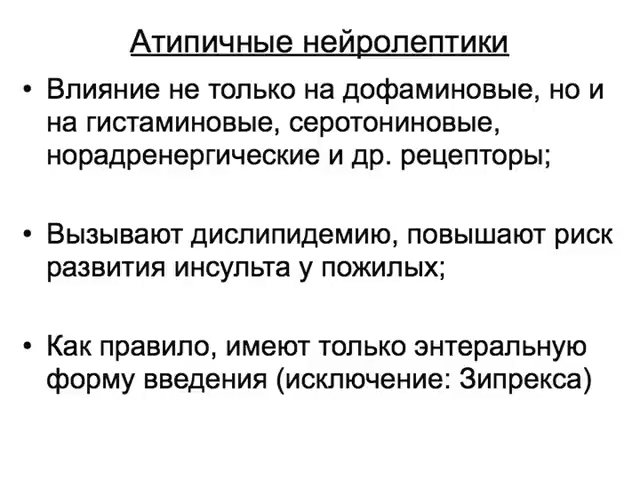 Атипичные нейролептики
• Влияние не только на дофаминовые, но и
на гистаминовые, серотониновые,
норадренергические и др. рецепторы;
• Вызывают дислипидемию, повышают риск
развития инсульта у пожилых;
• Как правило, имеют только энтеральную
форму введения (исключение: Зипрекса)